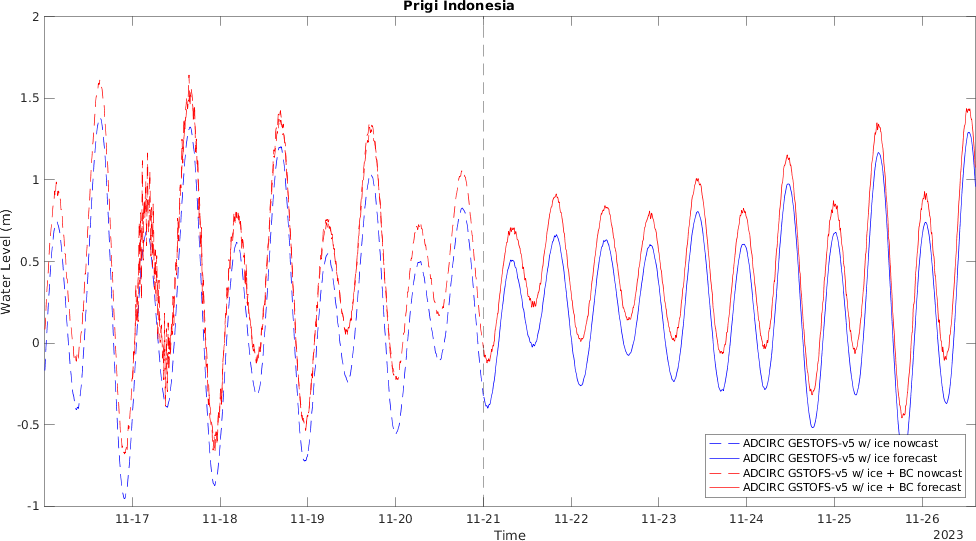 Prigi Indonesia
2
1.5
1
0.5
0
-0.5
-1
Water Level (m)
ADCIRC GESTOFS-v5 w/ ice nowcast
ADCIRC GESTOFS-v5 w/ ice forecast
ADCIRC GSTOFS-v5 w/ ice + BC nowcast
ADCIRC GSTOFS-v5 w/ ice + BC forecast
11-17 11-18 11-19 11-20 11-21 11-22 11-23 11-24 11-25 11-26
Time
2023